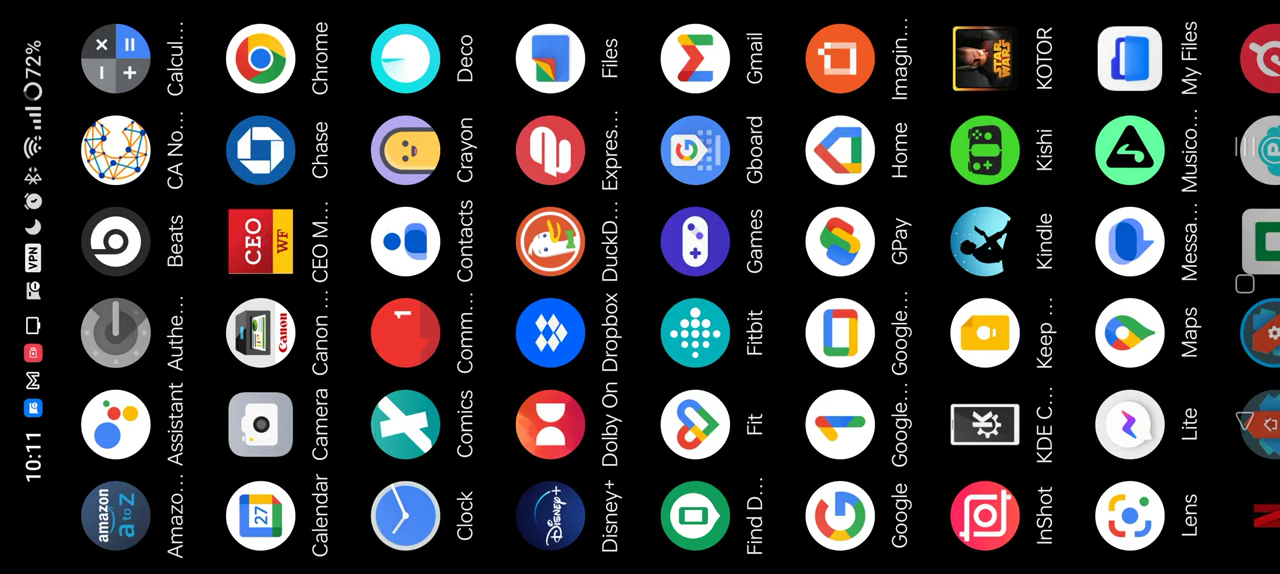 10:11 VPN 72%
amazon
a to z
Amazo... Assistant Authe... Beats CA No... Calcul...
27 Canon CEO WF
Calendar Camera Canon ... CEO M... Chase Chrome
1
Clock Comics Comm... Contacts Crayon Deco
Disney+
Disney+ Dolby On Dropbox DuckD... Expres... Files
Find D... Fit Fitbit Games Gboard Gmail
Google Google... Google... GPay Home Imagin...
STAR WARS
InShot KDE C... Keep ... Kindle Kishi KOTOR
Lens Lite Maps Messa... Musico... My Files